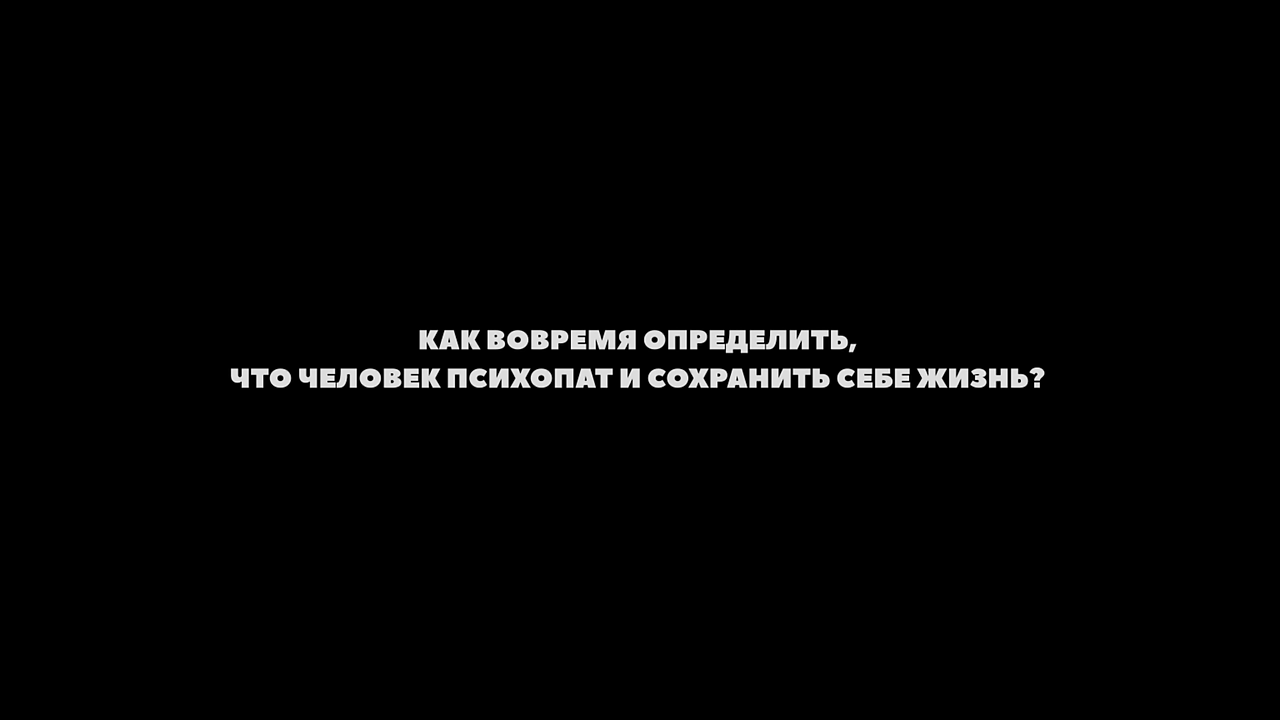 КАК ВОВРЕМЯ ОПРЕДЕЛИТЬ,
ЧТО ЧЕЛОВЕК ПСИХОПАТ И СОХРАНИТЬ СЕБЕ ЖИЗНЬ?